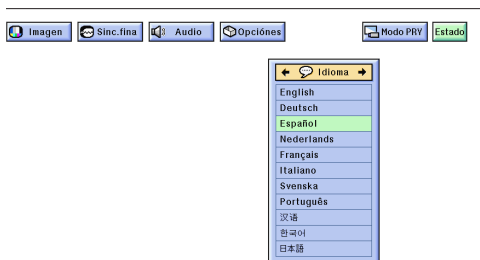 Imagen Sinc.fina Audio Opciónes Modo PRY Estado
Idioma
English
Deutsch
Español
Nederlands
Français
Italiano
Svenska
Português
汉语
한국어
日本語